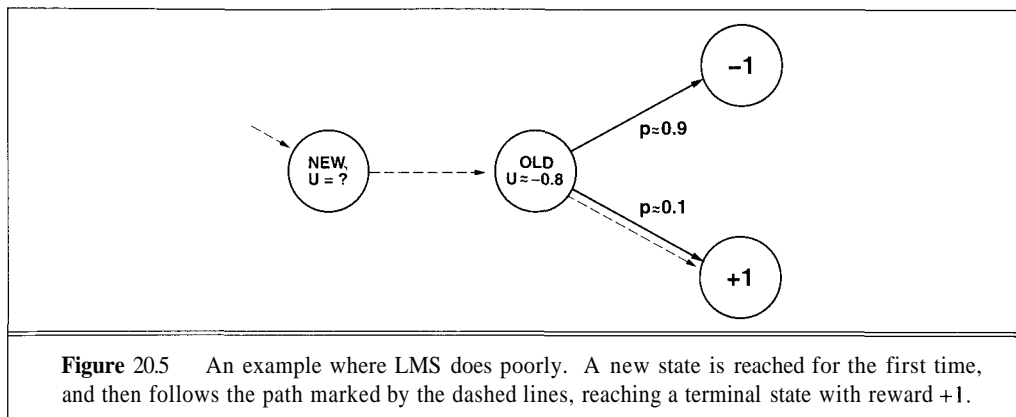 −1
p≈0.9
NEW,
U = ?
OLD
U ≈ −0.8
p≈0.1
+1
Figure 20.5 An example where LMS does poorly. A new state is reached for the first time,
and then follows the path marked by the dashed lines, reaching a terminal state with reward +1.